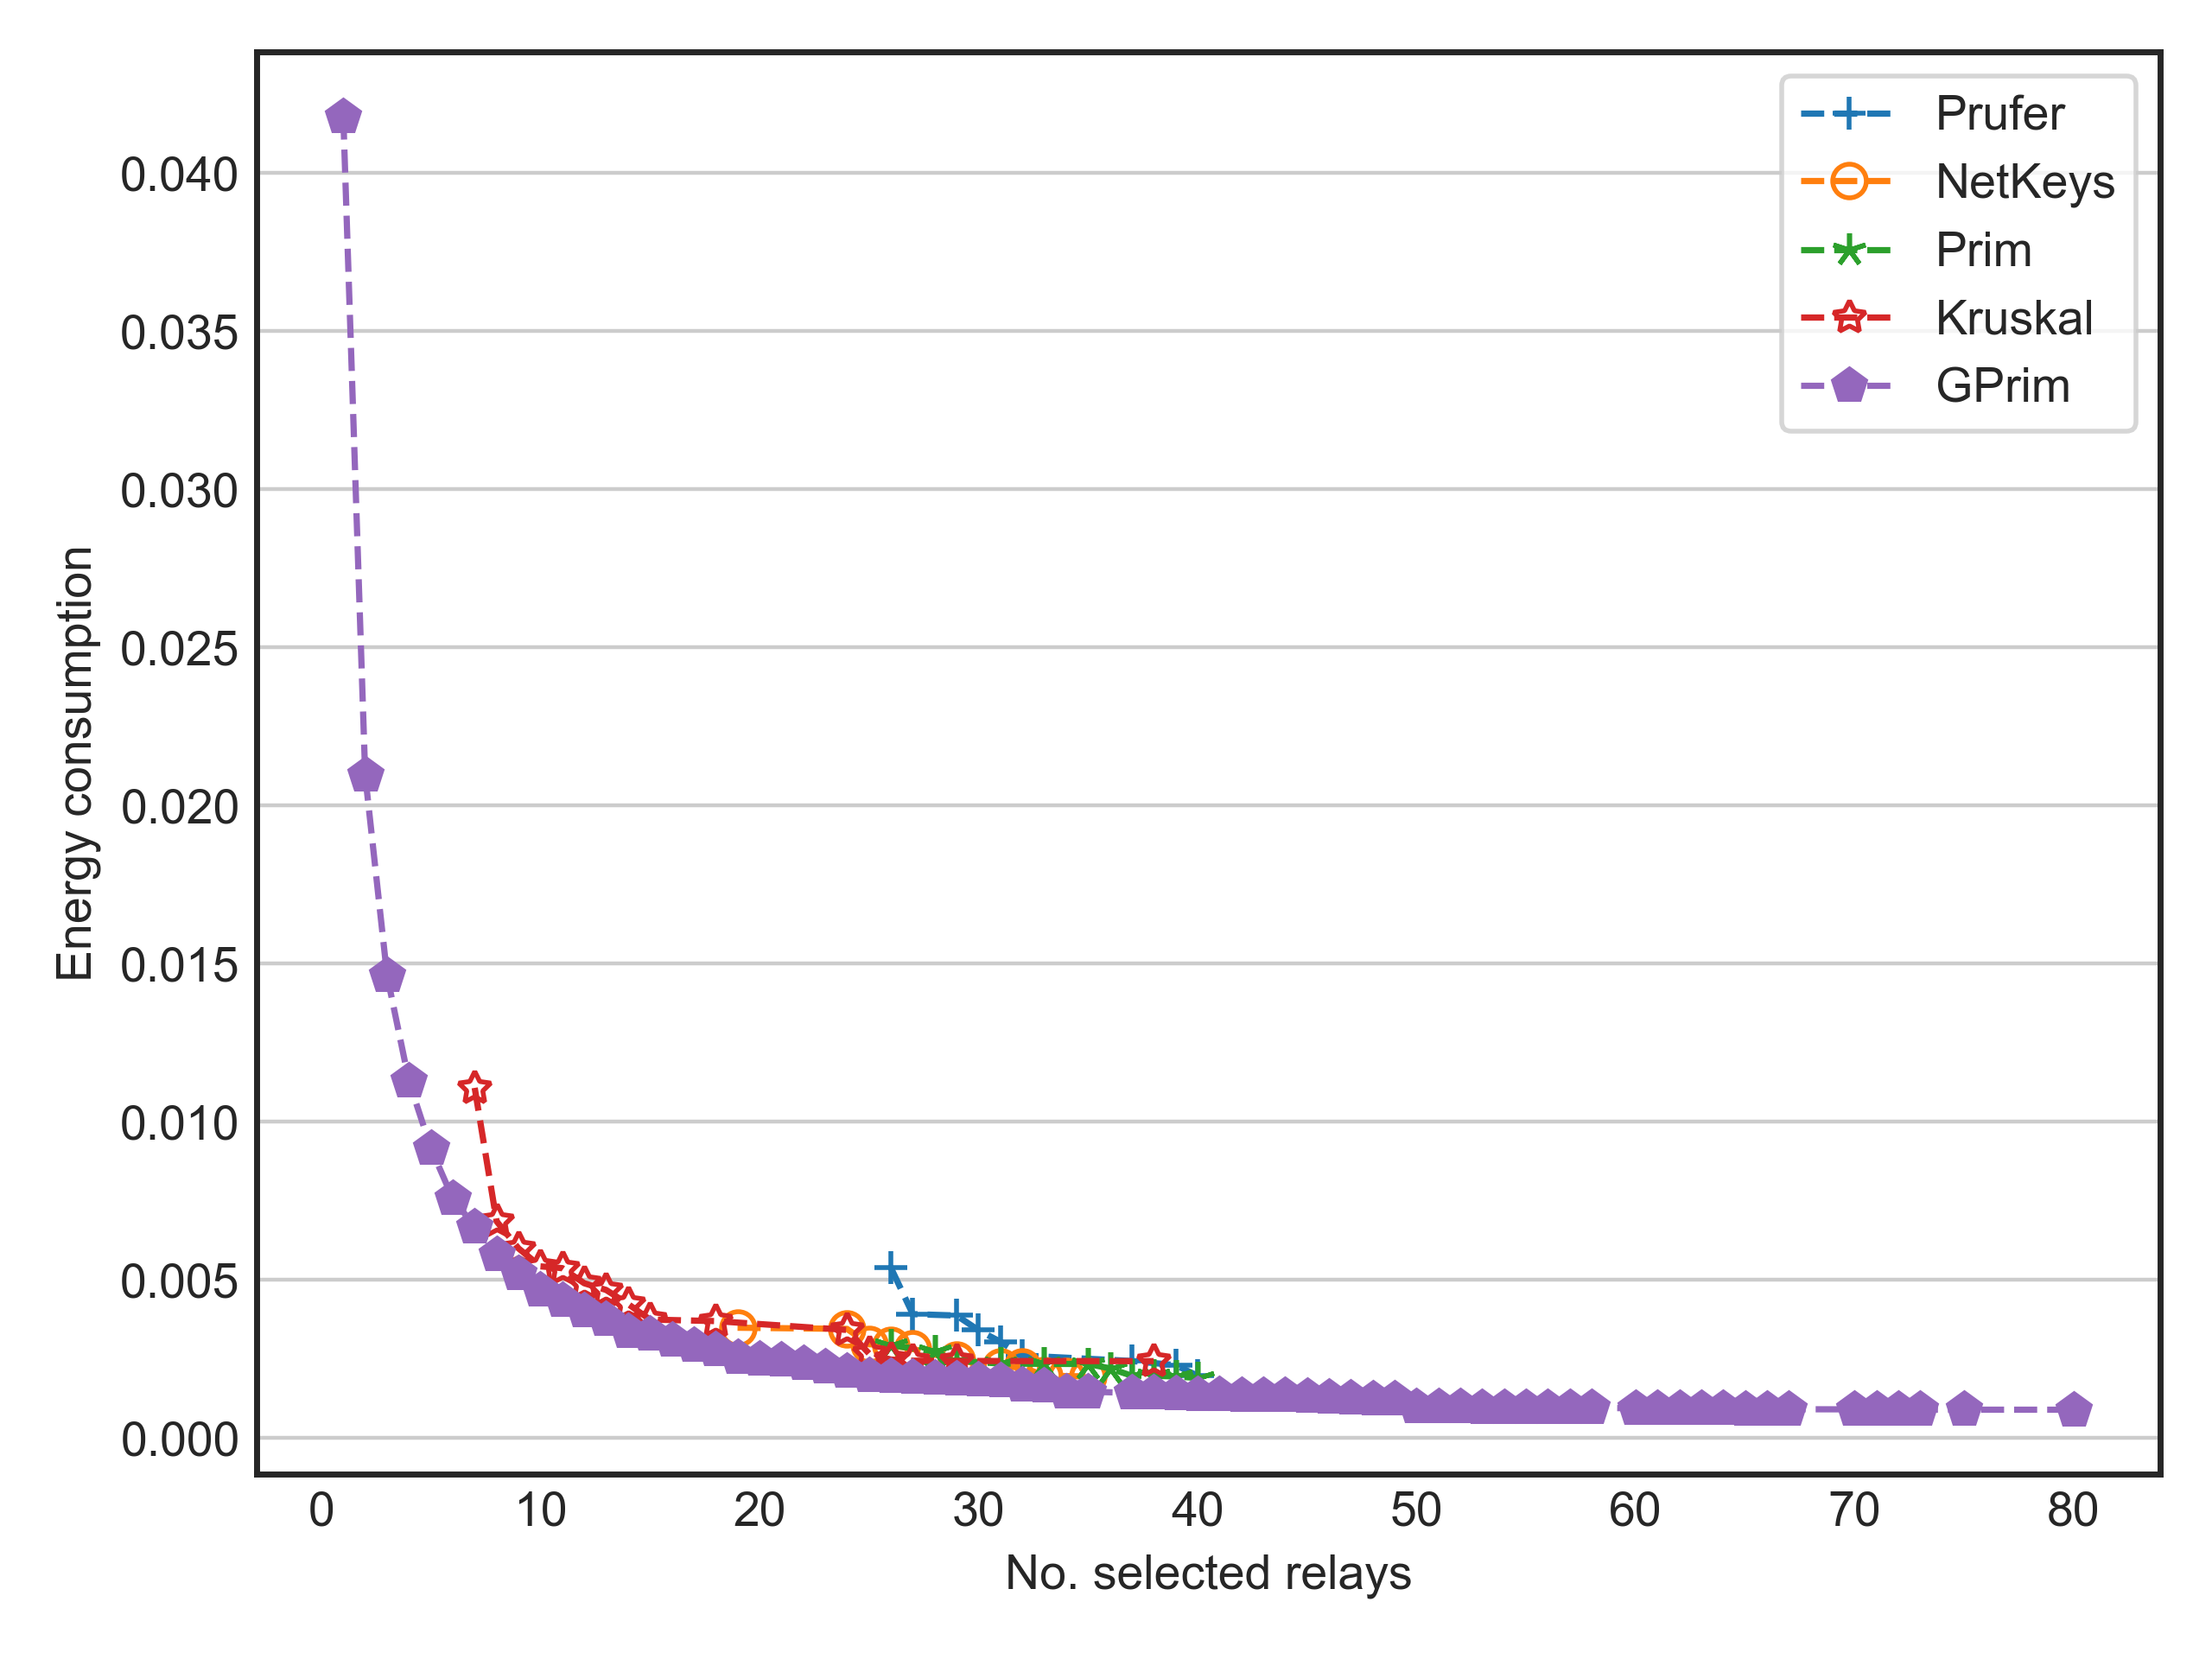 Prufer
NetKeys
Prim
Kruskal
GPrim
0.040
0.035
0.030
0.025
0.020
0.015
0.010
0.005
0.000
Energy consumption
0 10 20 30 40 50 60 70 80
No. selected relays